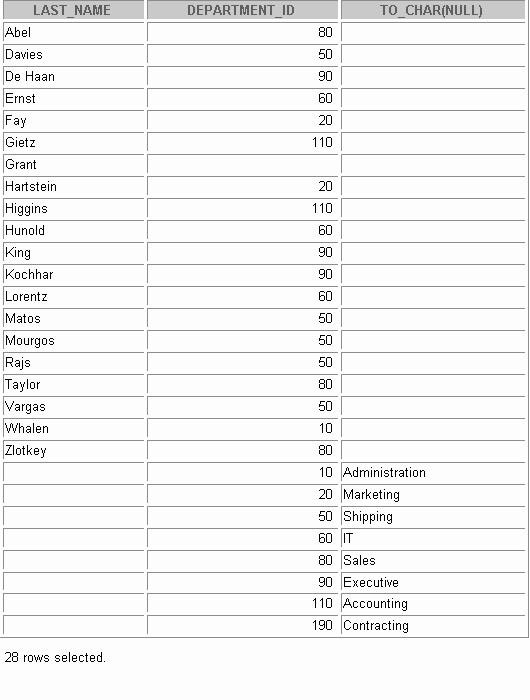 LAST_NAME DEPARTMENT_ID TO_CHAR(NULL)
Abel 80
Davies 50
De Haan 90
Ernst 60
Fay 20
Gietz 110
Grant
Hartstein 20
Higgins 110
Hunold 60
King 90
Kochhar 90
Lorentz 60
Matos 50
Mourgos 50
Rajs 50
Taylor 80
Vargas 50
Whalen 10
Zlotkey 80
10 Administration
20 Marketing
50 Shipping
60 IT
80 Sales
90 Executive
110 Accounting
190 Contracting
28 rows selected.